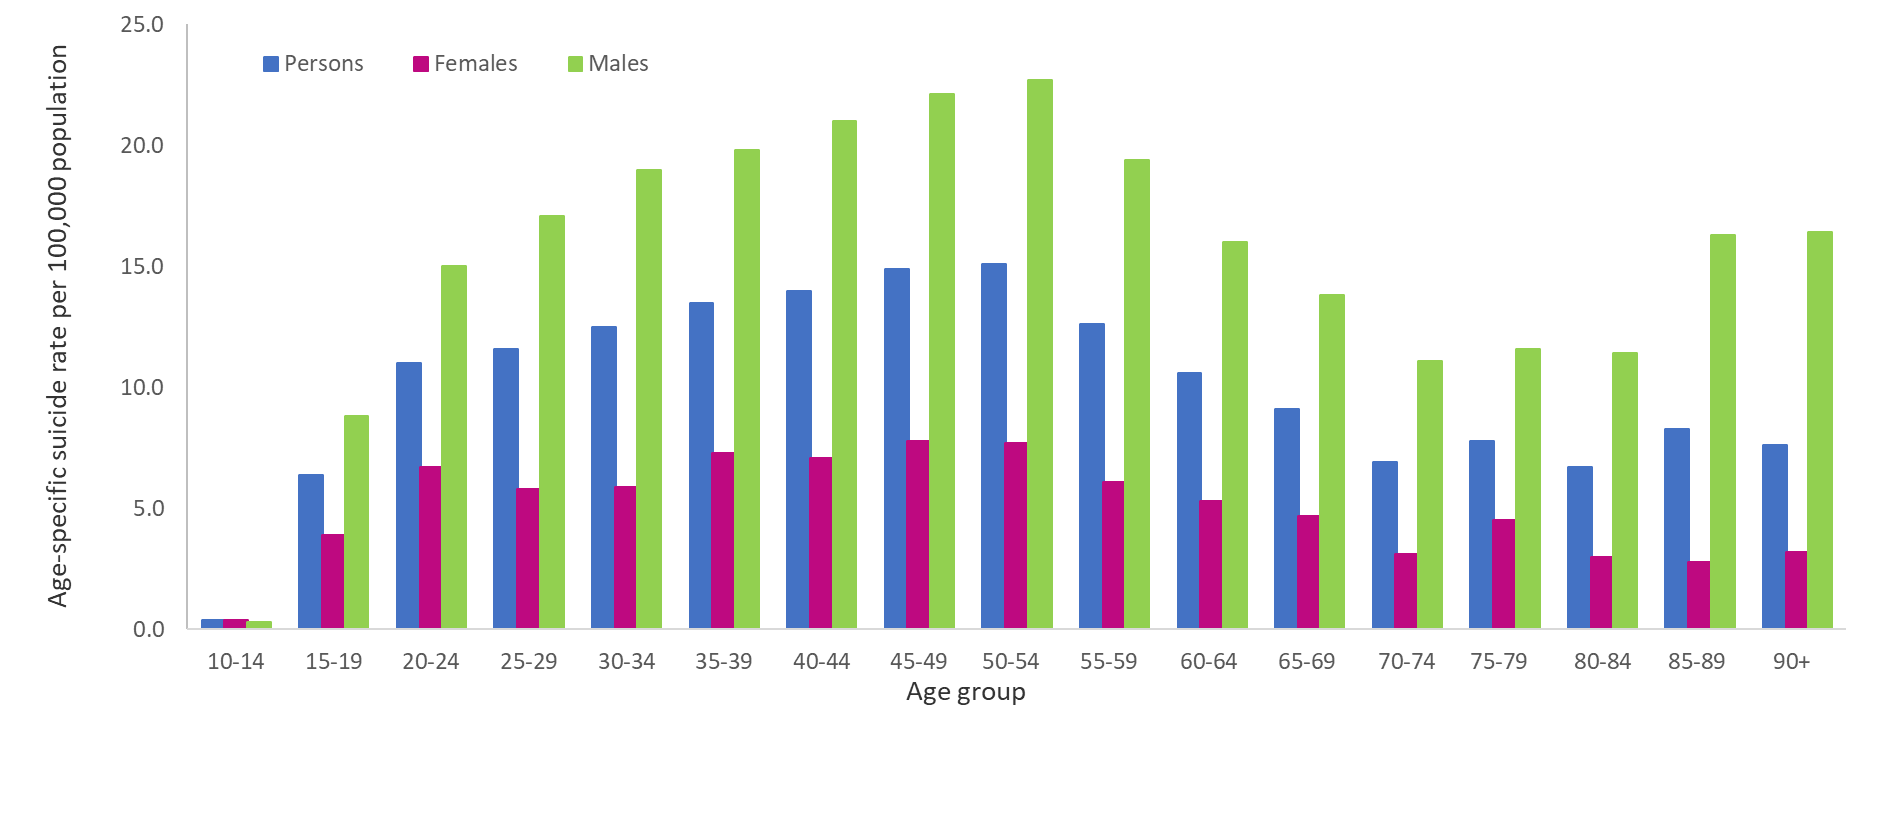 Age-specific suicide rate per 100,000 population
25.0
20.0
15.0
10.0
5.0
0.0
Persons Females Males
10-14 15-19 20-24 25-29 30-34 35-39 40-44 45-49 50-54 55-59 60-64 65-69 70-74 75-79 80-84 85-89 90+
Age group